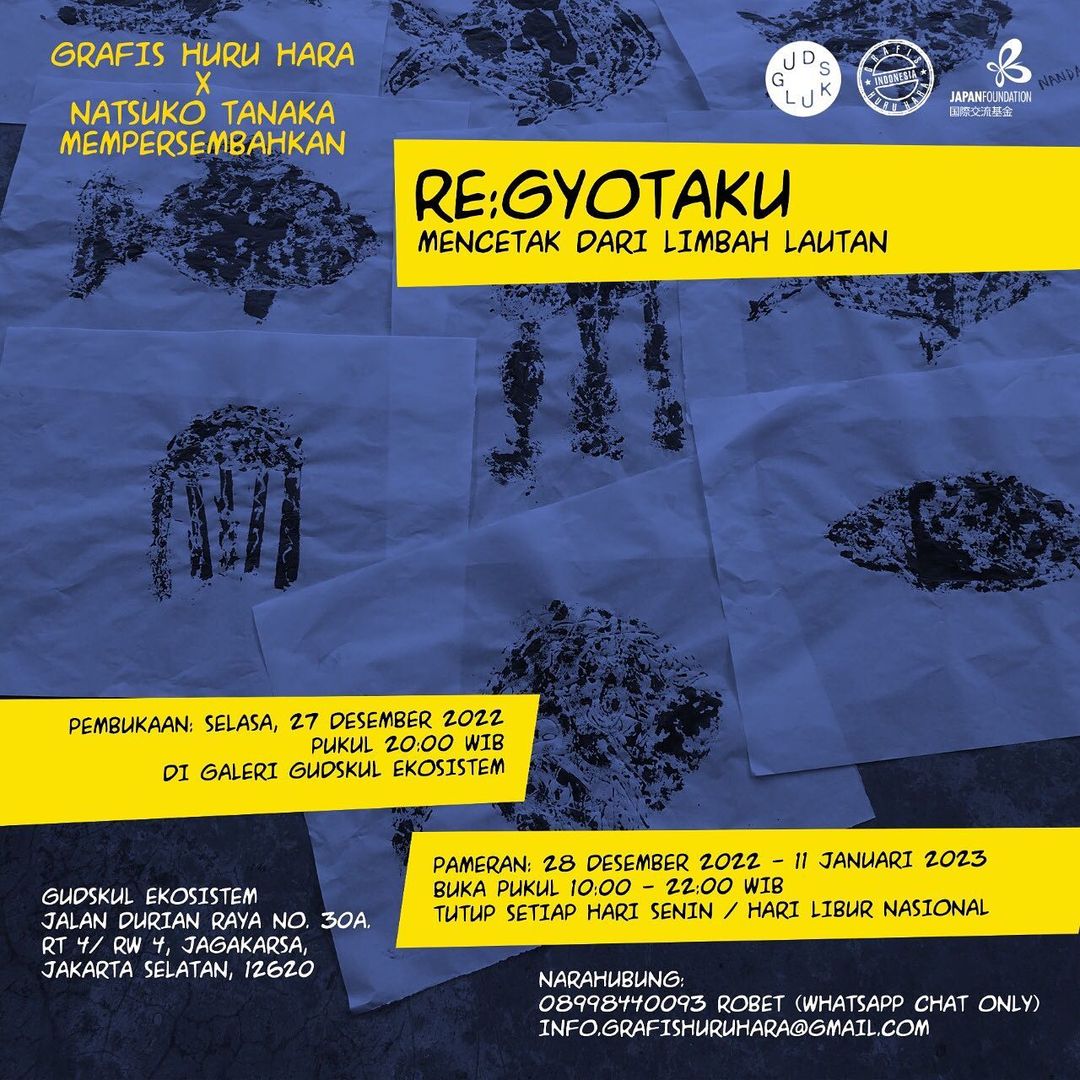 GRAFIS HURU HARA
X
NATSUKO TANAKA
MEMPERSEMBAHKAN
GUDSKUL
GRAFIS
INDONESIA
HURU HARA
JAPANFOUNDATION
国際交流基金
NANDA
RE:GYOTAKU
MENCETAK DARI LIMBAH LAUTAN
PEMBUKAAN: SELASA, 27 DESEMBER 2022
PUKUL 20:00 WIB
DI GALERI GUDSKUL EKOSISTEM
PAMERAN: 28 DESEMBER 2022 - 11 JANUARI 2023
BUKA PUKUL 10:00 - 22:00 WIB
TUTUP SETIAP HARI SENIN / HARI LIBUR NASIONAL
GUDSKUL EKOSISTEM
JALAN DURIAN RAYA NO. 30A.
RT 4/ RW 4, JAGAKARSA,
JAKARTA SELATAN, 12620
NARAHUBUNG:
08998440093 ROBET (WHATSAPP CHAT ONLY)
INFO.GRAFISHURUHARA@GMAIL.COM